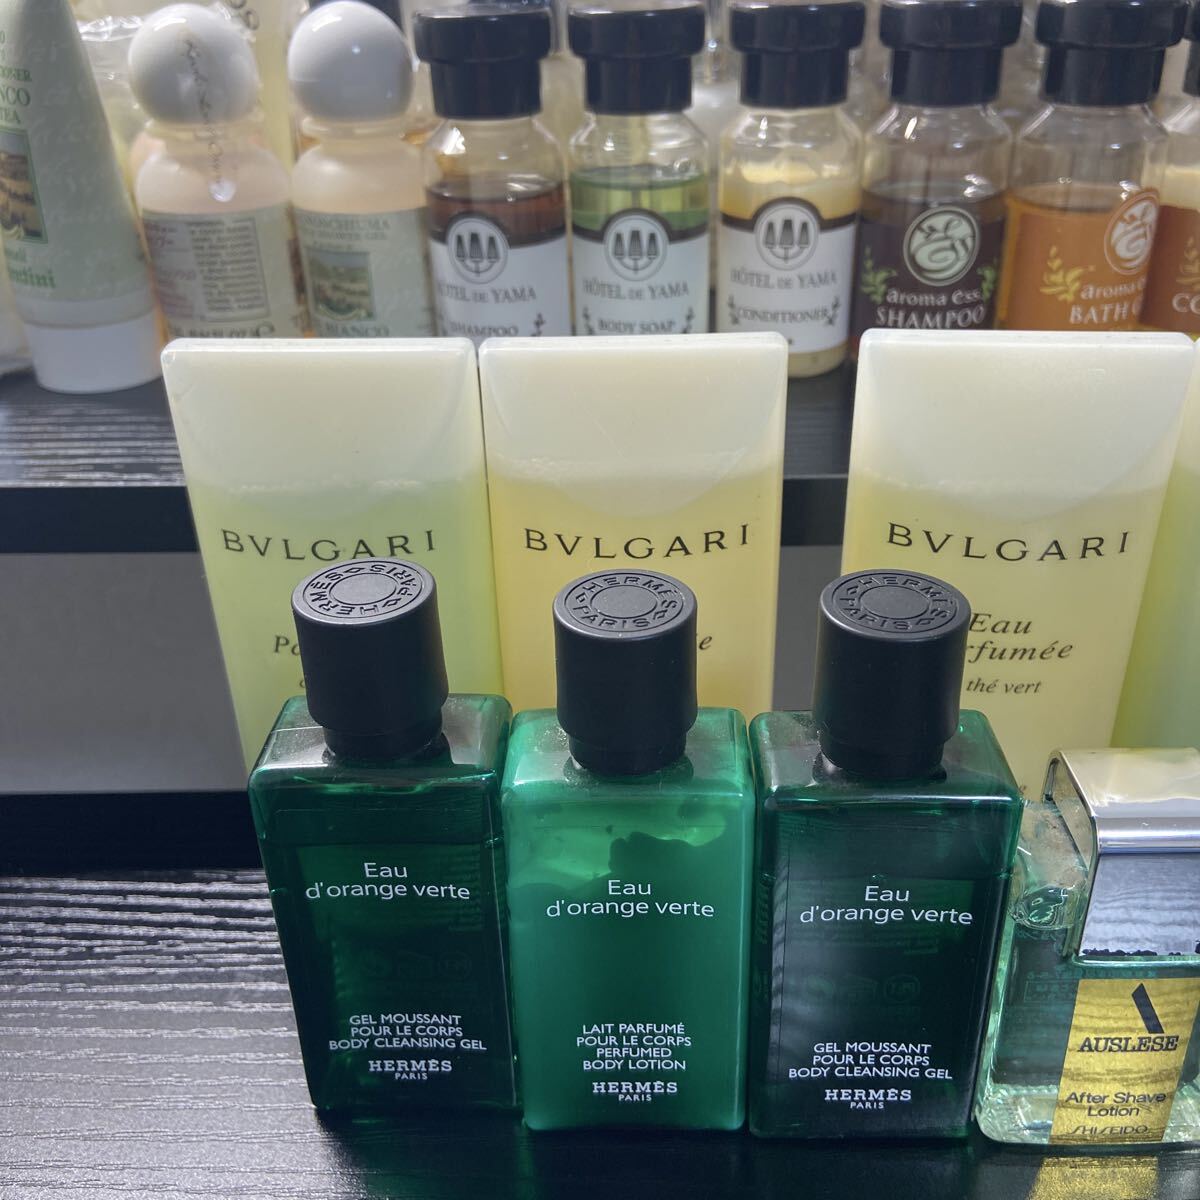 BIANCO
HÔTEL DE YAMA
SHAMPOO
HÔTEL DE YAMA
BODY SOAP
HÔTEL DE YAMA
CONDITIONER
aroma ess.
SHAMPOO
aroma
BATH
BVLGARI
BVLGARI
BVLGARI
Eau
thé vert
HERMÈS
PARIS
HERMÈS
PARIS
HERMÈS
PARIS
Eau
d'orange verte
GEL MOUSSANT
POUR LE CORPS
BODY CLEANSING GEL
HERMÈS
PARIS
Eau
d'orange verte
LAIT PARFUMÉ
POUR LE CORPS
PERFUMED
BODY LOTION
HERMÈS
PARIS
Eau
d'orange verte
GEL MOUSSANT
POUR LE CORPS
BODY CLEANSING GEL
HERMÈS
PARIS
AUSLESE
After Shave
Lotion
SHISEIDO